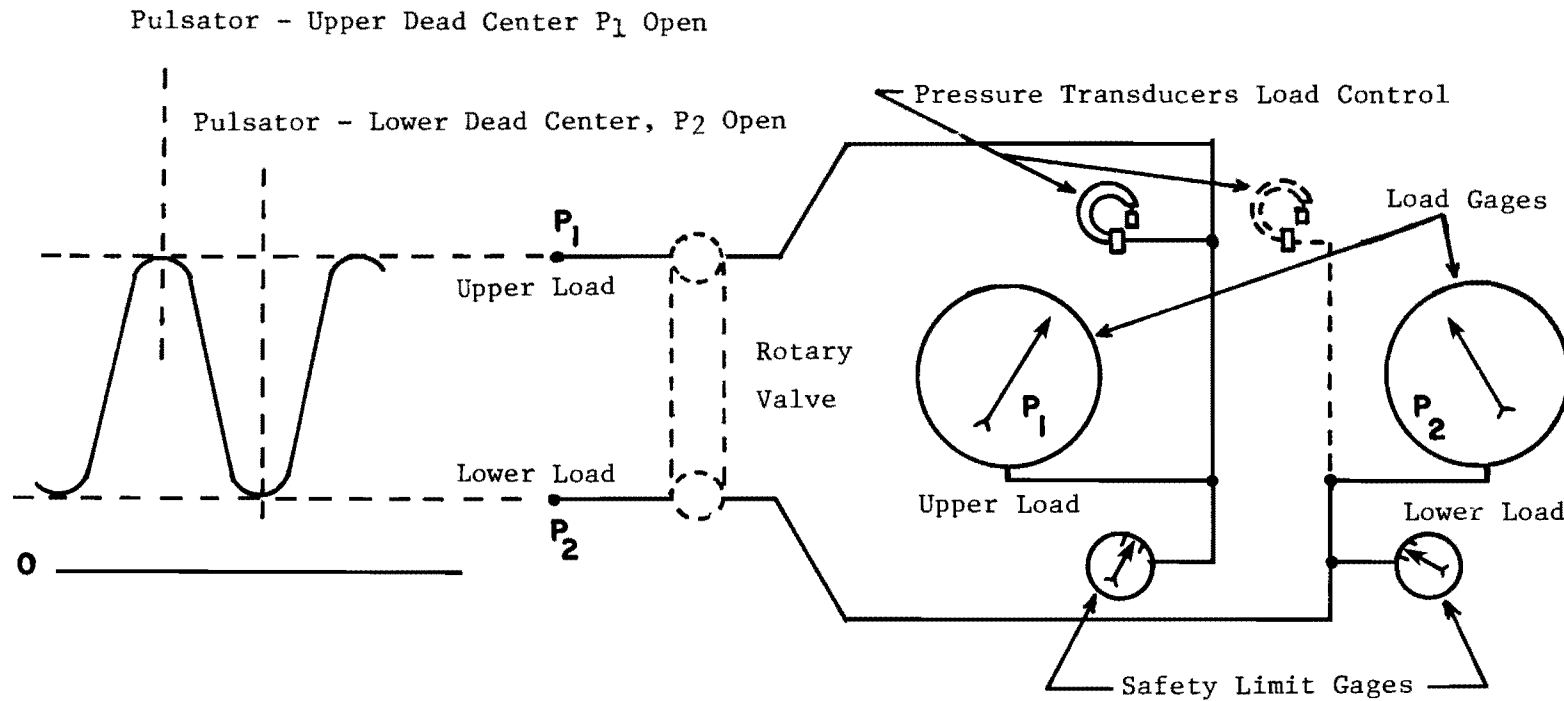 Pulsator - Upper Dead Center P1 Open
Pulsator - Lower Dead Center, P2 Open
Pressure Transducers Load Control
Load Gages
P1
Upper Load
Rotary
Valve
P1
P2
Lower Load
P2
Upper Load
Lower Load
0
Safety Limit Gages